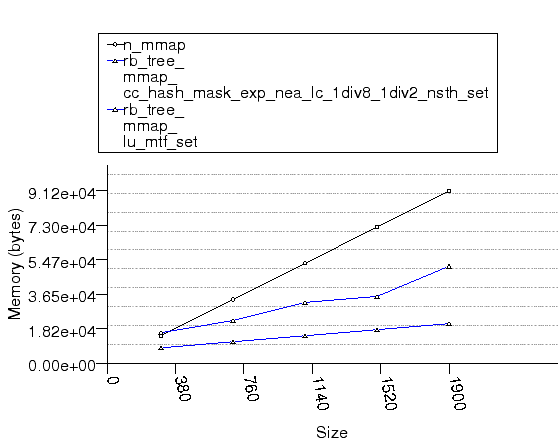 n_mmap
rb_tree_
mmap_
cc_hash_mask_exp_nea_lc_1div8_1div2_nsth_set
rb_tree_
mmap_
lu_mtf_set
9.12e+04
7.30e+04
5.47e+04
3.65e+04
1.82e+04
0.00e+00
Memory (bytes)
0
380
760
1140
1520
1900
Size